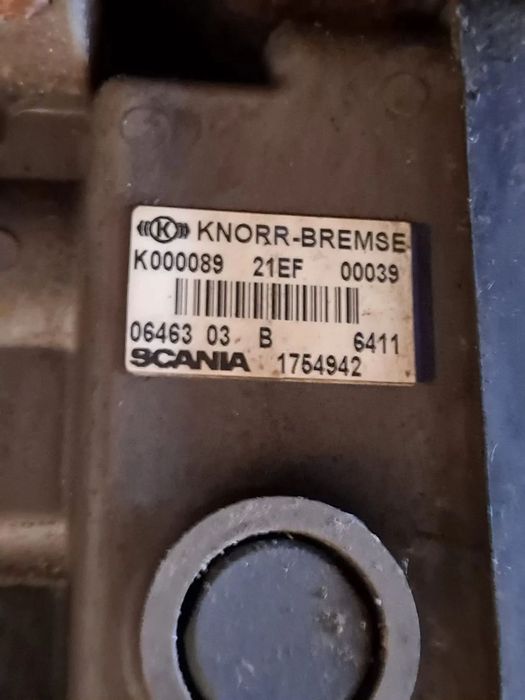 K KNORR-BREMSE
K000089 21EF 00039
06463 03 B 6411
SCANIA 1754942